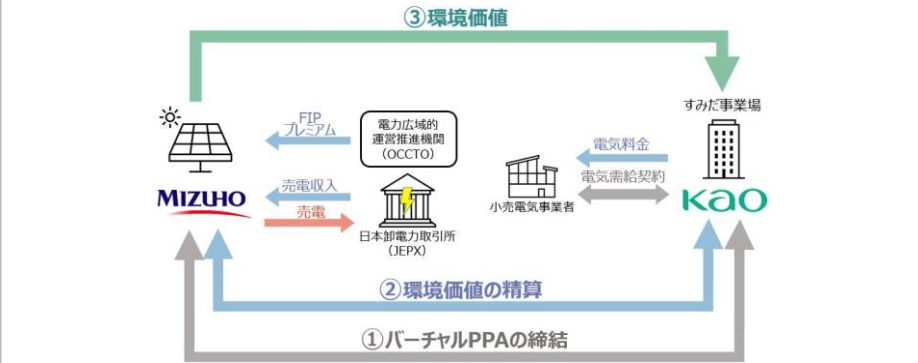 ③環境価値
すみだ事業場
FIP
プレミアム
電力広域的
運営推進機関
（OCCTO）
電気料金
電気需給契約
売電収入
売電
MIZUHO
小売電気事業者
Kao
日本卸電力取引所
（JEPX）
②環境価値の精算
①バーチャルPPAの締結